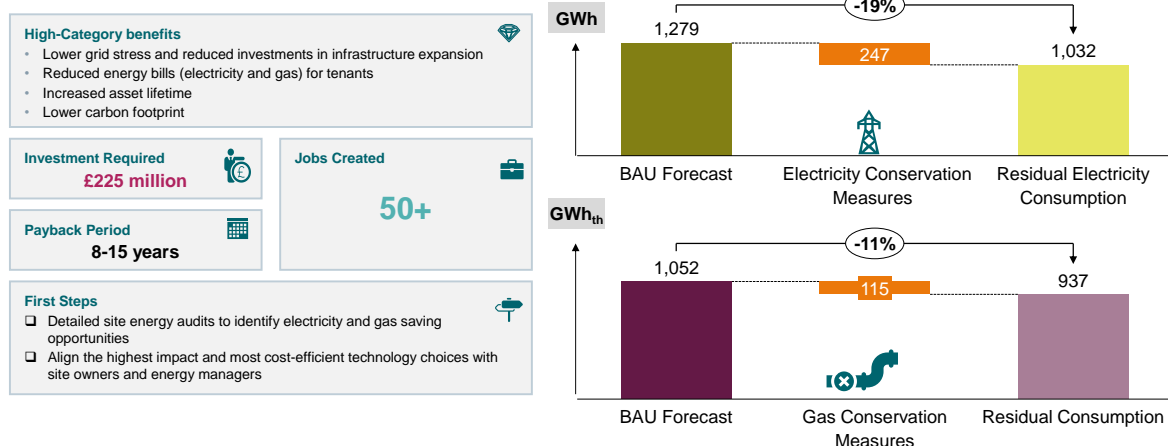 High-Category benefits
• Lower grid stress and reduced investments in infrastructure expansion
• Reduced energy bills (electricity and gas) for tenants
• Increased asset lifetime
• Lower carbon footprint
Investment Required
£225 million
Jobs Created
50+
Payback Period
8-15 years
First Steps
❑ Detailed site energy audits to identify electricity and gas saving
opportunities
❑ Align the highest impact and most cost-efficient technology choices with
site owners and energy managers
GWh
-19%
1,279
247
1,032
BAU Forecast
Electricity Conservation
Measures
Residual Electricity
Consumption
GWhth
-11%
1,052
115
937
BAU Forecast
Gas Conservation
Measures
Residual Consumption